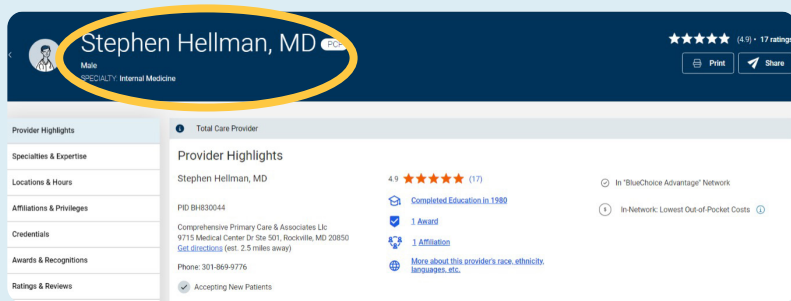 Stephen Hellman, MD PCP
Male
SPECIALTY: Internal Medicine
(4.9) • 17 ratings
Print
Share
Provider Highlights
Specialties & Expertise
Locations & Hours
Affiliations & Privileges
Credentials
Awards & Recognitions
Ratings & Reviews
Total Care Provider
Provider Highlights
Stephen Hellman, MD
PID BH830044
Comprehensive Primary Care & Associates Llc
9715 Medical Center Dr Ste 501, Rockville, MD 20850
Get directions (est. 2.5 miles away)
Phone: 301-869-9776
Accepting New Patients
4.9 (17)
Completed Education in 1980
1 Award
1 Affiliation
More about this provider's race, ethnicity,
languages, etc.
In "BlueChoice Advantage" Network
$ In-Network: Lowest Out-of-Pocket Costs